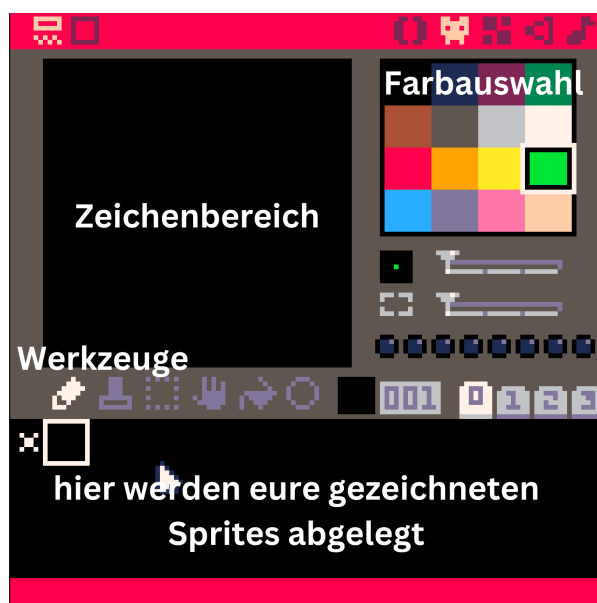 Farbauswahl
Zeichenbereich
Werkzeuge
001 0 1 2 3
hier werden eure gezeichneten
Sprites abgelegt